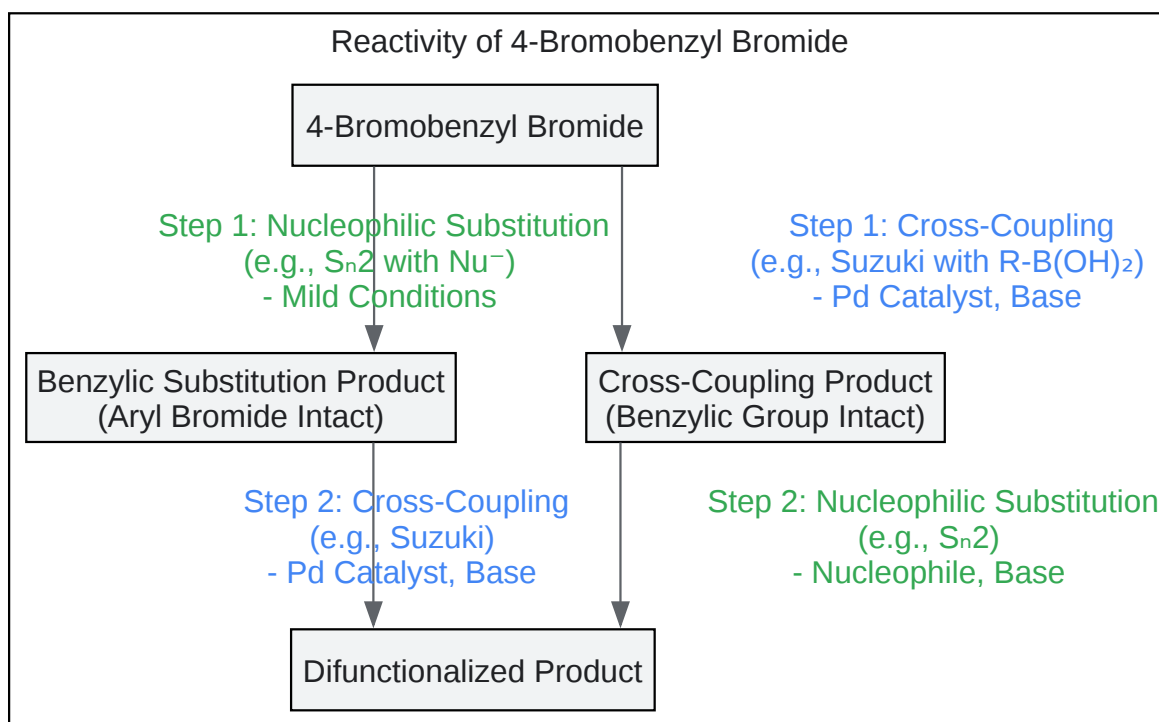 Reactivity of 4-Bromobenzyl Bromide
4-Bromobenzyl Bromide
Step 1: Nucleophilic Substitution
(e.g., Sₙ2 with Nu⁻)
- Mild Conditions
Step 1: Cross-Coupling
(e.g., Suzuki with R-B(OH)₂)
- Pd Catalyst, Base
Benzylic Substitution Product
(Aryl Bromide Intact)
Cross-Coupling Product
(Benzylic Group Intact)
Step 2: Cross-Coupling
(e.g., Suzuki)
- Pd Catalyst, Base
Step 2: Nucleophilic Substitution
(e.g., Sₙ2)
- Nucleophile, Base
Difunctionalized Product